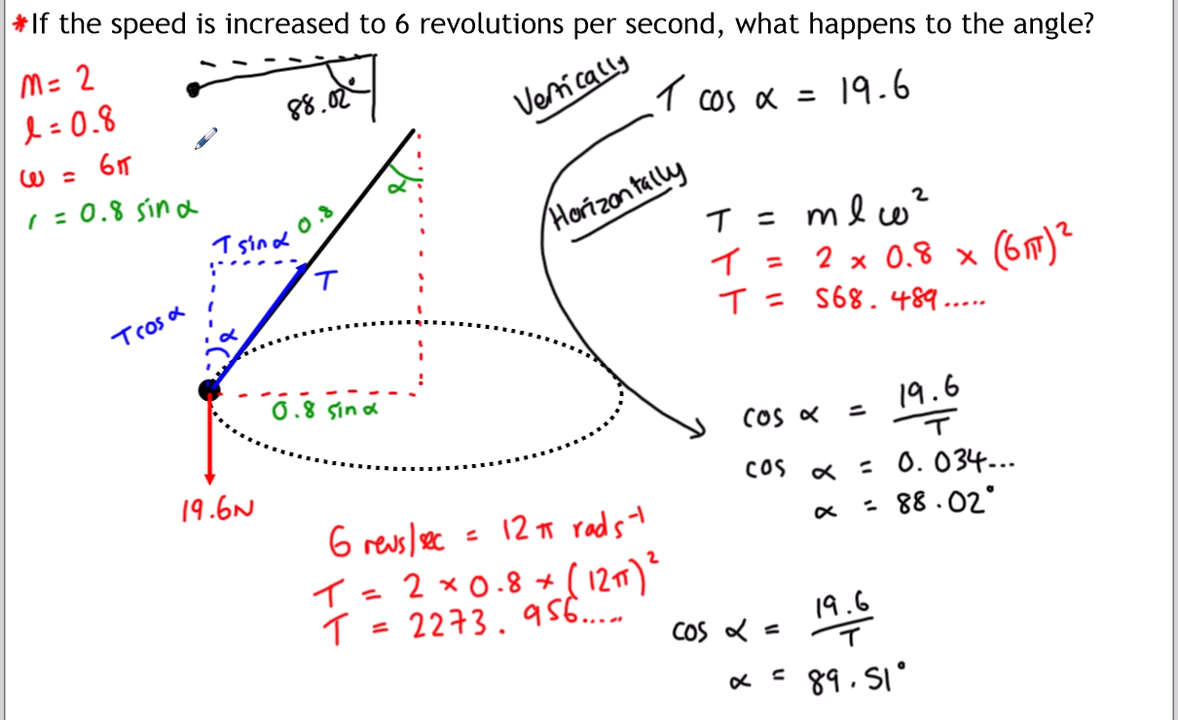 *If the speed is increased to 6 revolutions per second, what happens to the angle?
m = 2
l = 0.8
ω = 6π
r = 0.8 sin α
88.02°
α
0.8
T sin α
T
T cos α
α
0.8 sin α
19.6N
Vertically
T cos α = 19.6
Horizontally
T = m l ω²
T = 2 × 0.8 × (6π)²
T = 568.489.....
cos α = 19.6/T
cos α = 0.034...
α = 88.02°
6 revs/sec = 12π rad s⁻¹
T = 2 × 0.8 × (12π)²
T = 2273.956.....
cos α = 19.6/T
α = 89.51°